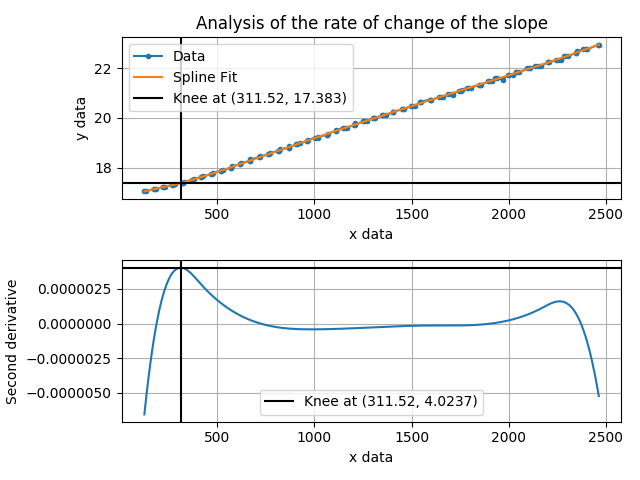 Analysis of the rate of change of the slope
Data
Spline Fit
Knee at (311.52, 17.383)
22
20
18
y data
500
1000
1500
2000
2500
x data
0.0000025
0.0000000
−0.0000025
−0.0000050
Second derivative
Knee at (311.52, 4.0237)
500
1000
1500
2000
2500
x data